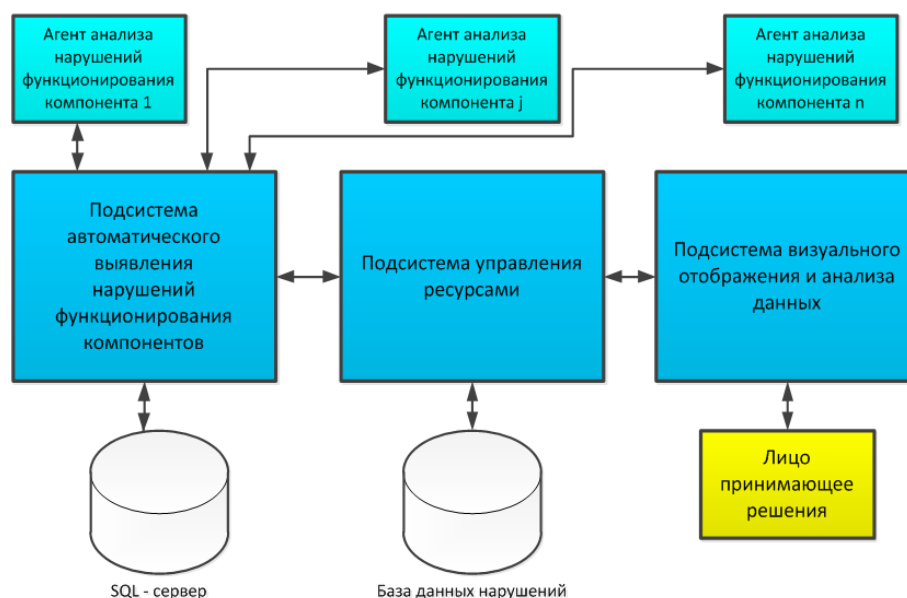 Агент анализа
нарушений
функционирования
компонента 1
Агент анализа
нарушений
функционирования
компонента j
Агент анализа
нарушений
функционирования
компонента n
Подсистема
автоматического
выявления
нарушений
функционирования
компонентов
Подсистема управления
ресурсами
Подсистема визуального
отображения и анализа
данных
Лицо
принимающее
решения
SQL - сервер
База данных нарушений